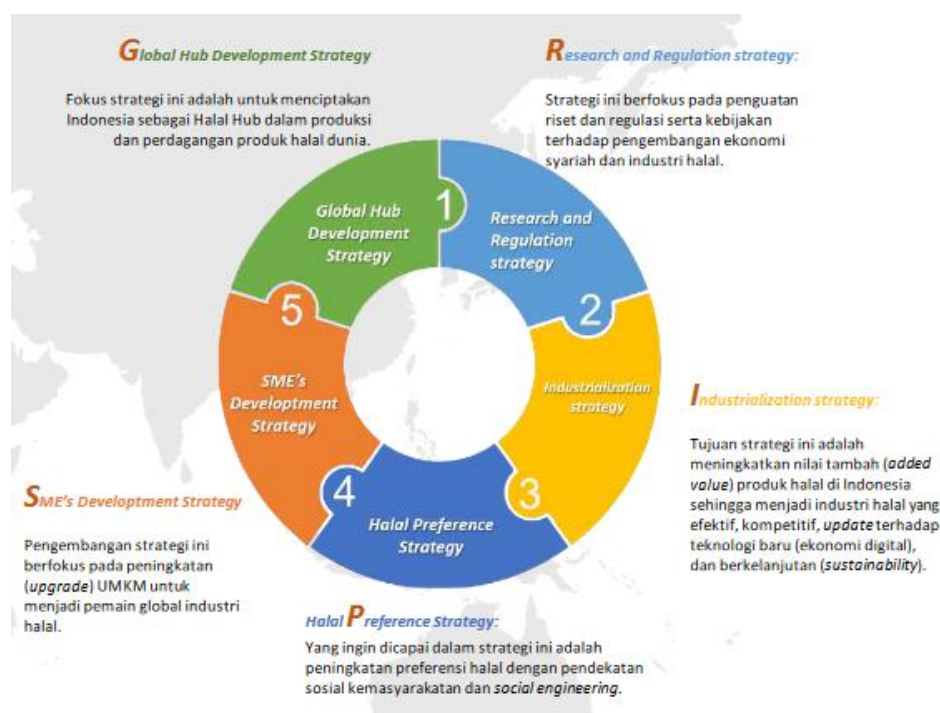 Global Hub Development Strategy
Fokus strategi ini adalah untuk menciptakan
Indonesia sebagai Halal Hub dalam produksi
dan perdagangan produk halal dunia.
Research and Regulation strategy:
Strategi ini berfokus pada penguatan
riset dan regulasi serta kebijakan
terhadap pengembangan ekonomi
syariah dan industri halal.
Global Hub
Development
Strategy
1
Research and
Regulation
strategy
2
Industrialization
strategy
3
Halal Preference
Strategy
4
SME's
Developtment
Strategy
5
Industrialization strategy:
Tujuan strategi ini adalah
meningkatkan nilai tambah (added
value) produk halal di Indonesia
sehingga menjadi industri halal yang
efektif, kompetitif, update terhadap
teknologi baru (ekonomi digital),
dan berkelanjutan (sustainability).
SME's Developtment Strategy
Pengembangan strategi ini
berfokus pada peningkatan
(upgrade) UMKM untuk
menjadi pemain global industri
halal.
Halal Preference Strategy:
Yang ingin dicapai dalam strategi ini adalah
peningkatan preferensi halal dengan pendekatan
sosial kemasyarakatan dan social engineering.